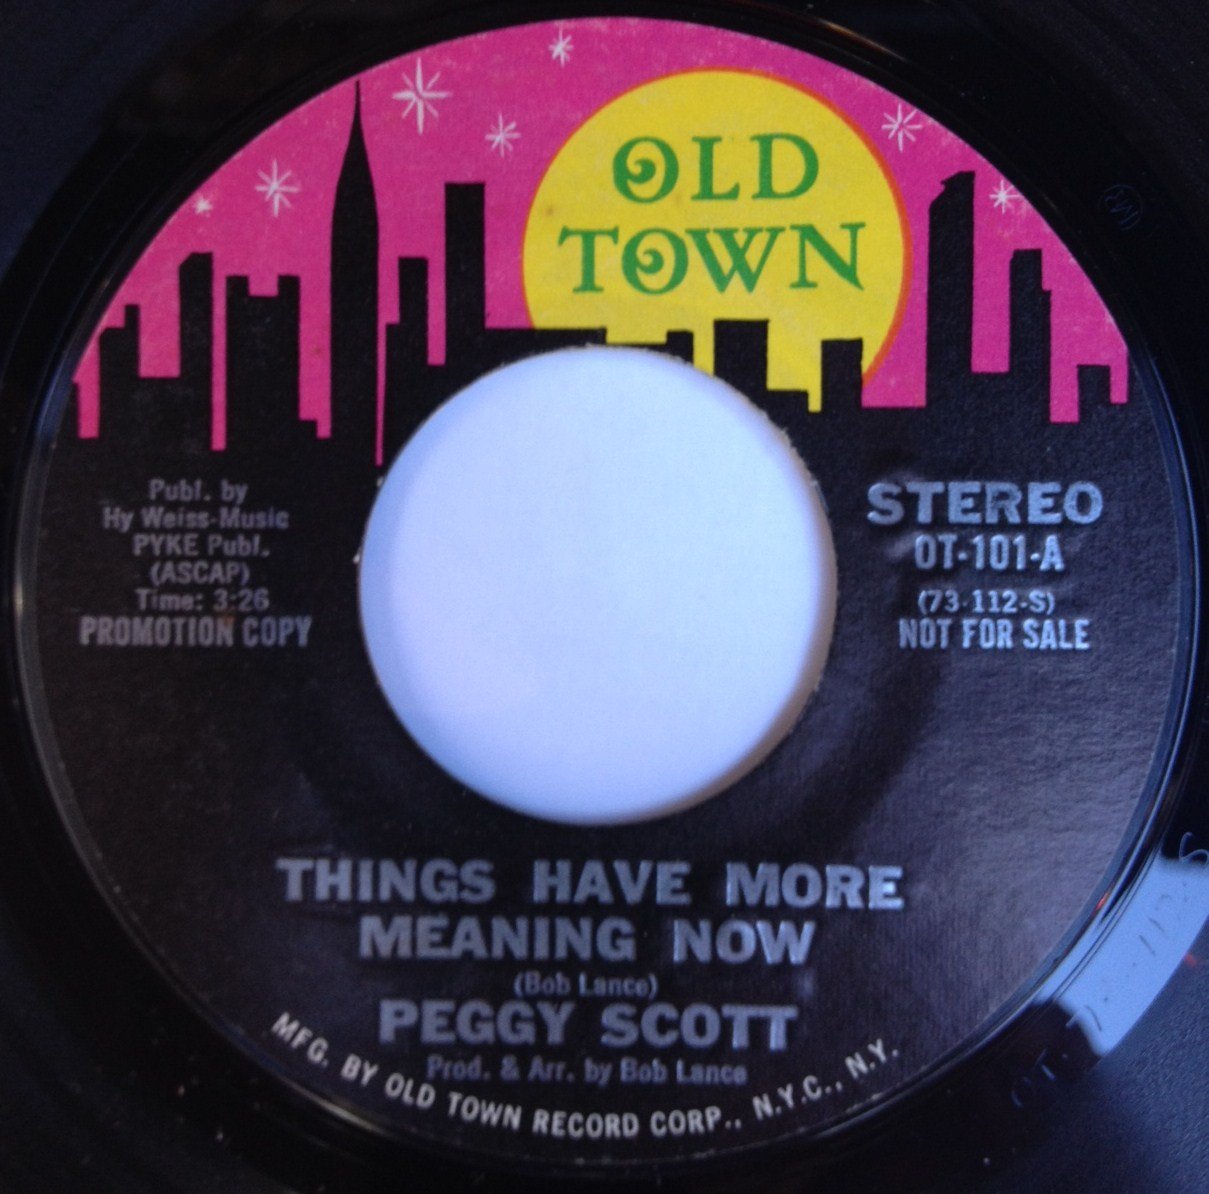 OLD
TOWN
Publ. by
Hy Weiss-Music
PYKE Publ.
(ASCAP)
Time: 3:26
PROMOTION COPY
STEREO
OT-101-A
(73-112-S)
NOT FOR SALE
THINGS HAVE MORE
MEANING NOW
(Bob Lance)
PEGGY SCOTT
Prod. & Arr. by Bob Lance
MFG. BY OLD TOWN RECORD CORP., N.Y.C., N.Y.